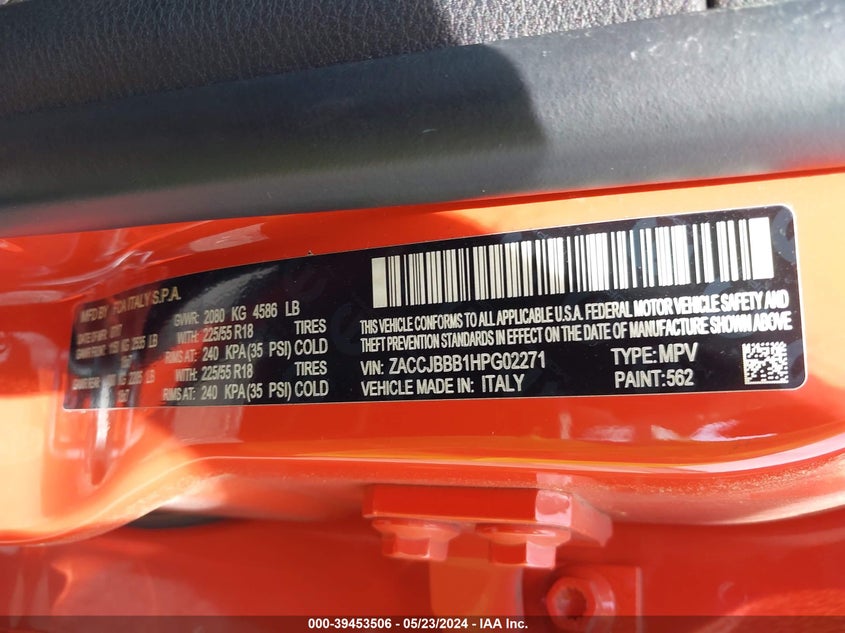 MFD BY: FCA ITALY S.P.A.
GVWR: 2080 KG 4586 LB
WITH: 225/55 R18 TIRES
RIMS AT: 240 KPA(35 PSI) COLD
WITH: 225/55 R18 TIRES
RIMS AT: 240 KPA(35 PSI) COLD
THIS VEHICLE CONFORMS TO ALL APPLICABLE U.S.A. FEDERAL MOTOR VEHICLE SAFETY AND
THEFT PREVENTION STANDARDS IN EFFECT ON THE DATE OF MANUFACTURE SHOWN ABOVE.
VIN: ZACCJBBB1HPG02271 TYPE: MPV
VEHICLE MADE IN: ITALY PAINT:562
000-39453506 - 05/23/2024 - IAA Inc.